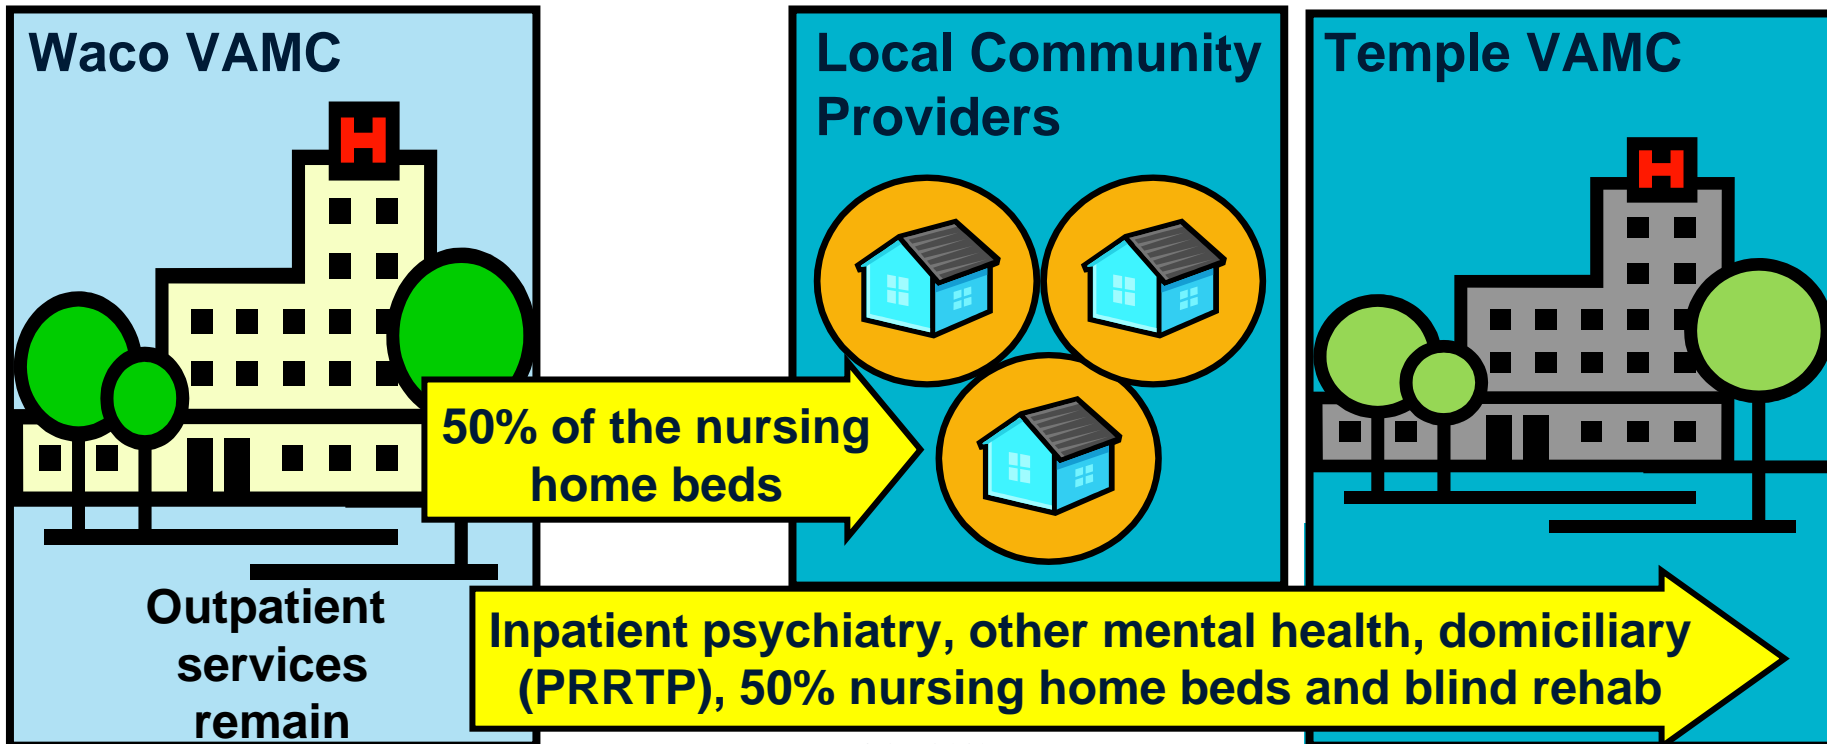 Waco VAMC
H
Outpatient
services
remain
50% of the nursing
home beds
Local Community
Providers
Temple VAMC
H
Inpatient psychiatry, other mental health, domiciliary
(PRRTP), 50% nursing home beds and blind rehab